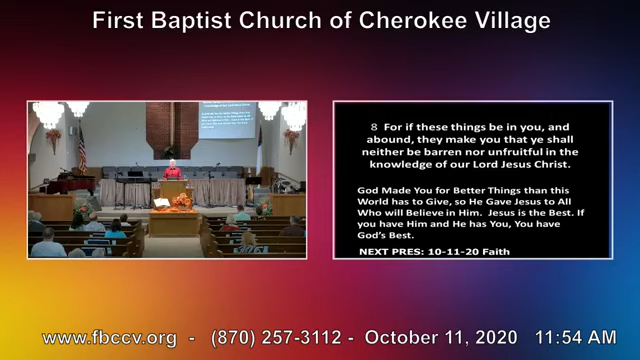 First Baptist Church of Cherokee Village
8 For if these things be in you, and
abound, they make you that ye shall
neither be barren nor unfruitful in the
knowledge of our Lord Jesus Christ.
God Made You for Better Things than this
World has to Give, so He Gave Jesus to All
Who will Believe in Him. Jesus is the Best. If
you have Him and He has You, You have
God's Best.
NEXT PRES: 10-11-20 Faith
www.fbccv.org - (870) 257-3112 - October 11, 2020 11:54 AM